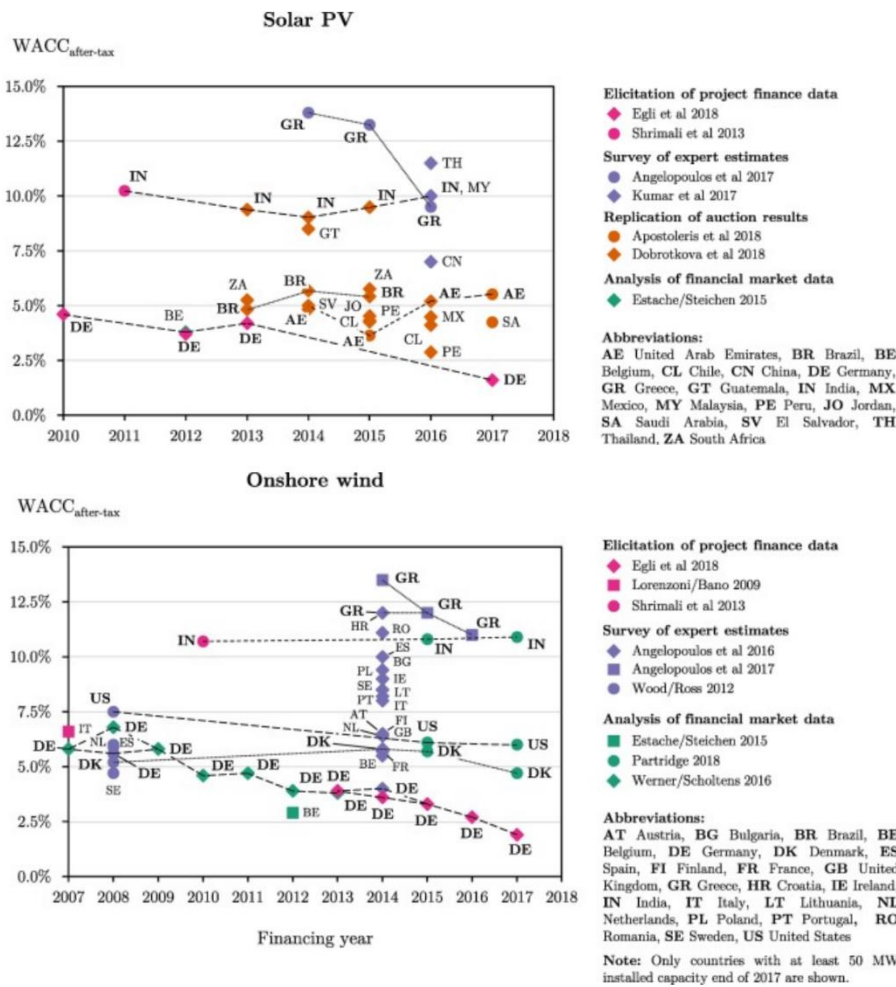 Solar PV
WACC after-tax
15.0%
12.5%
10.0%
7.5%
5.0%
2.5%
0.0%
2010 2011 2012 2013 2014 2015 2016 2017 2018
GR
GR
TH
IN
IN
IN
IN
IN, MY
GR
GT
CN
ZA
BR
ZA
BR
SV
JO
PE
BR
AE
AE
CL
MX
SA
DE
BE
DE
DE
AE
AE
CL
PE
DE
Elicitation of project finance data
Egli et al 2018
Shrimali et al 2013
Survey of expert estimates
Angelopoulos et al 2017
Kumar et al 2017
Replication of auction results
Apostoleris et al 2018
Dobrotkova et al 2018
Analysis of financial market data
Estache/Steichen 2015
Abbreviations:
AE United Arab Emirates, BR Brazil, BE
Belgium, CL Chile, CN China, DE Germany,
GR Greece, GT Guatemala, IN India, MX
Mexico, MY Malaysia, PE Peru, JO Jordan,
SA Saudi Arabia, SV El Salvador, TH
Thailand, ZA South Africa
Onshore wind
WACC after-tax
15.0%
12.5%
10.0%
7.5%
5.0%
2.5%
0.0%
2007 2008 2009 2010 2011 2012 2013 2014 2015 2016 2017 2018
Financing year
GR
GR
GR
GR
HR
RO
IN
IN
IN
ES
BG
PL
IE
SE
LT
PT
IT
US
AT
FI
US
IT
DE
NL
GB
DE
NL
ES
DE
DK
DK
US
DK
DE
BE
FR
SE
DE
DE
DE
DE
DE
DK
BE
DE
DE
DE
DE
DE
Elicitation of project finance data
Egli et al 2018
Lorenzoni/Bano 2009
Shrimali et al 2013
Survey of expert estimates
Angelopoulos et al 2016
Angelopoulos et al 2017
Wood/Ross 2012
Analysis of financial market data
Estache/Steichen 2015
Partridge 2018
Werner/Scholtens 2016
Abbreviations:
AT Austria, BG Bulgaria, BR Brazil, BE
Belgium, DE Germany, DK Denmark, ES
Spain, FI Finland, FR France, GB United
Kingdom, GR Greece, HR Croatia, IE Ireland
IN India, IT Italy, LT Lithuania, NL
Netherlands, PL Poland, PT Portugal, RO
Romania, SE Sweden, US United States
Note: Only countries with at least 50 MW
installed capacity end of 2017 are shown.